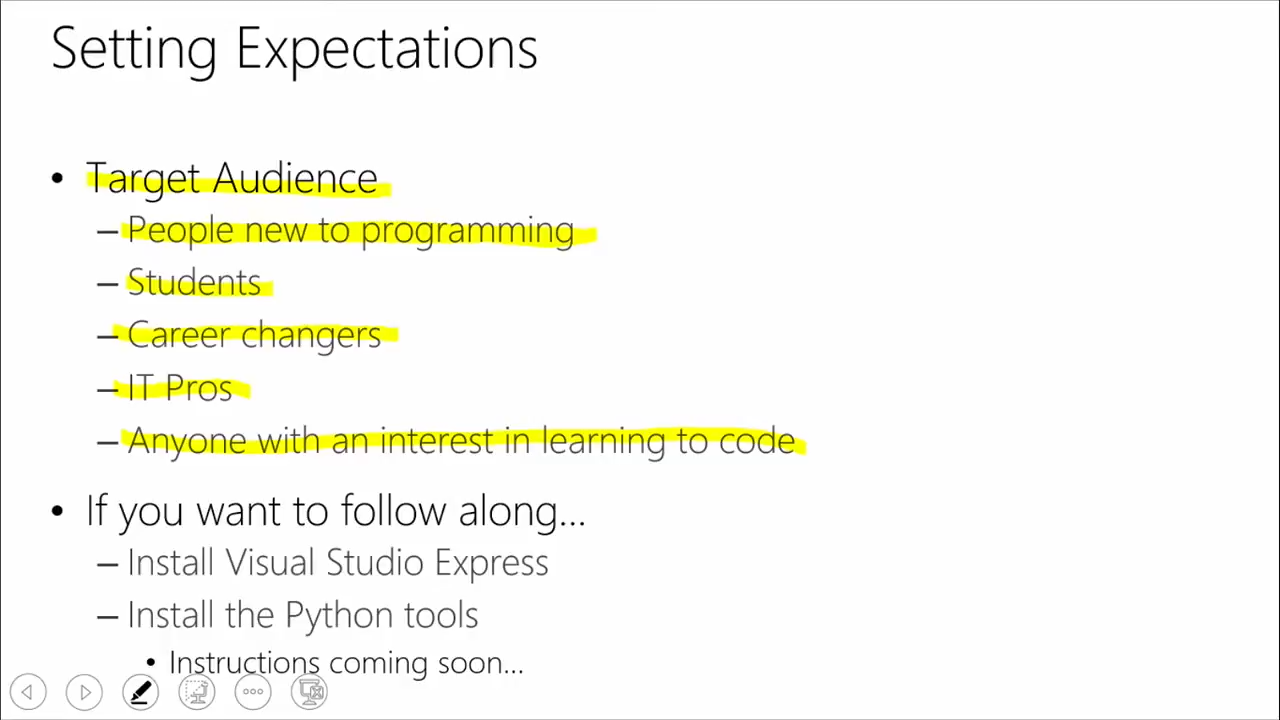 Setting Expectations
• Target Audience
– People new to programming
– Students
– Career changers
– IT Pros
– Anyone with an interest in learning to code
• If you want to follow along...
– Install Visual Studio Express
– Install the Python tools
• Instructions coming soon...